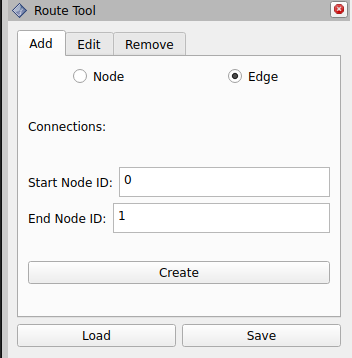 Route Tool
Add Edit Remove
Node Edge
Connections:
Start Node ID: 0
End Node ID: 1
Create
Load Save